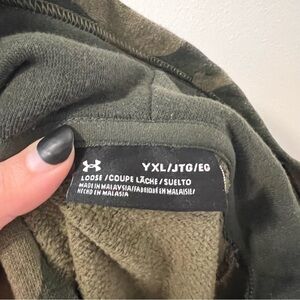 YXL/JTG/EG
LOOSE/COUPE LÂCHE/SUELTO
MADE IN MALAYSIA/FABRIQUÉ EN MALAISIE/
HECHO EN MALASIA